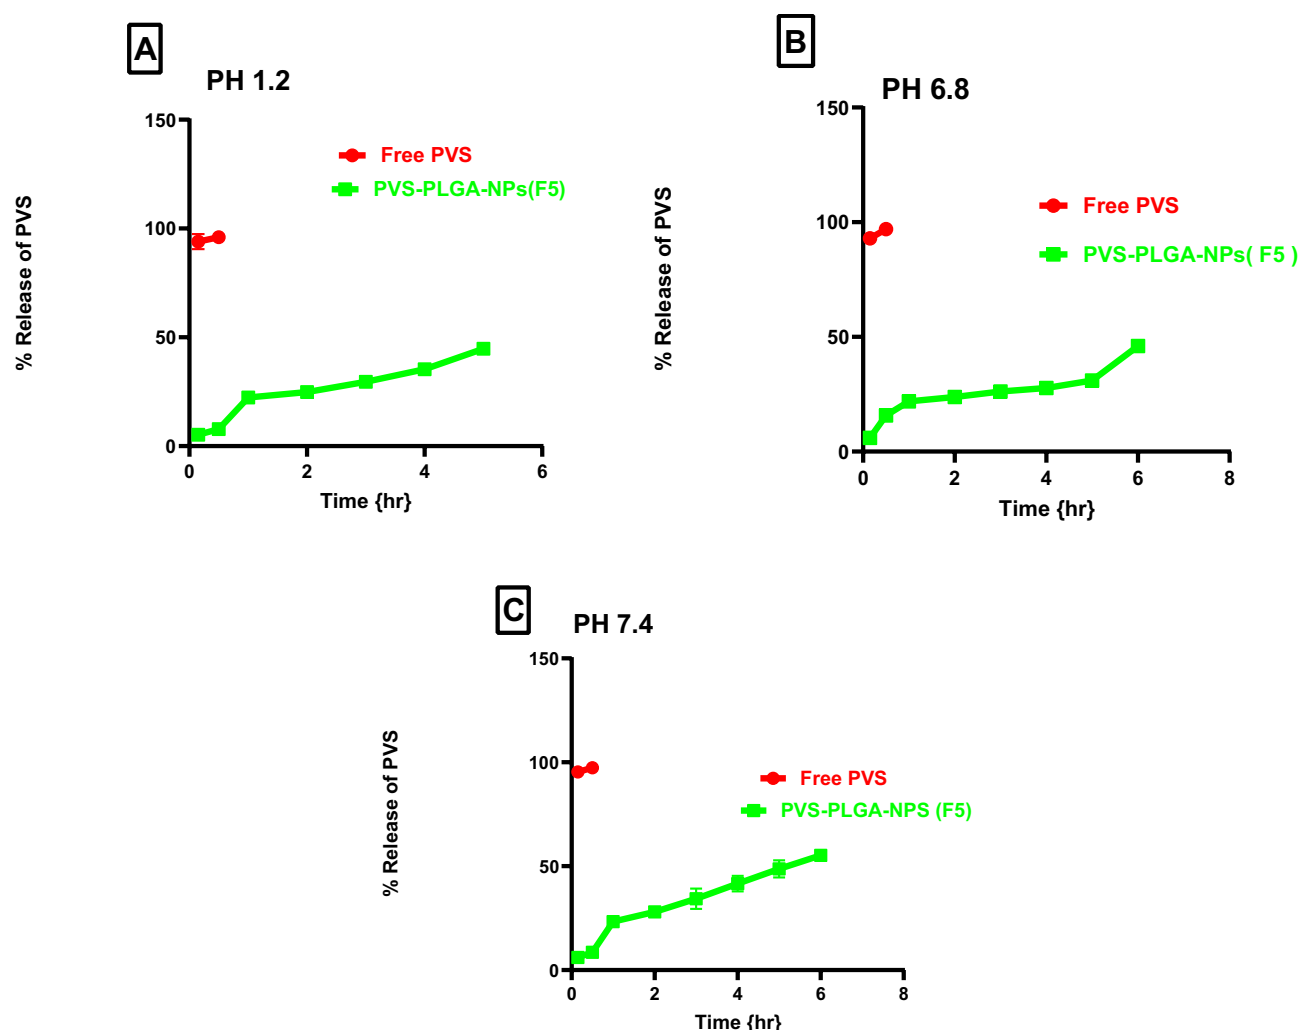 A
PH 1.2
150
100
50
0
% Release of PVS
Free PVS
PVS-PLGA-NPs(F5)
0 2 4 6
Time {hr}
B
PH 6.8
150
100
50
0
% Release of PVS
Free PVS
PVS-PLGA-NPs( F5 )
0 2 4 6 8
Time {hr}
C
PH 7.4
150
100
50
0
% Release of PVS
Free PVS
PVS-PLGA-NPS (F5)
0 2 4 6 8
Time {hr}